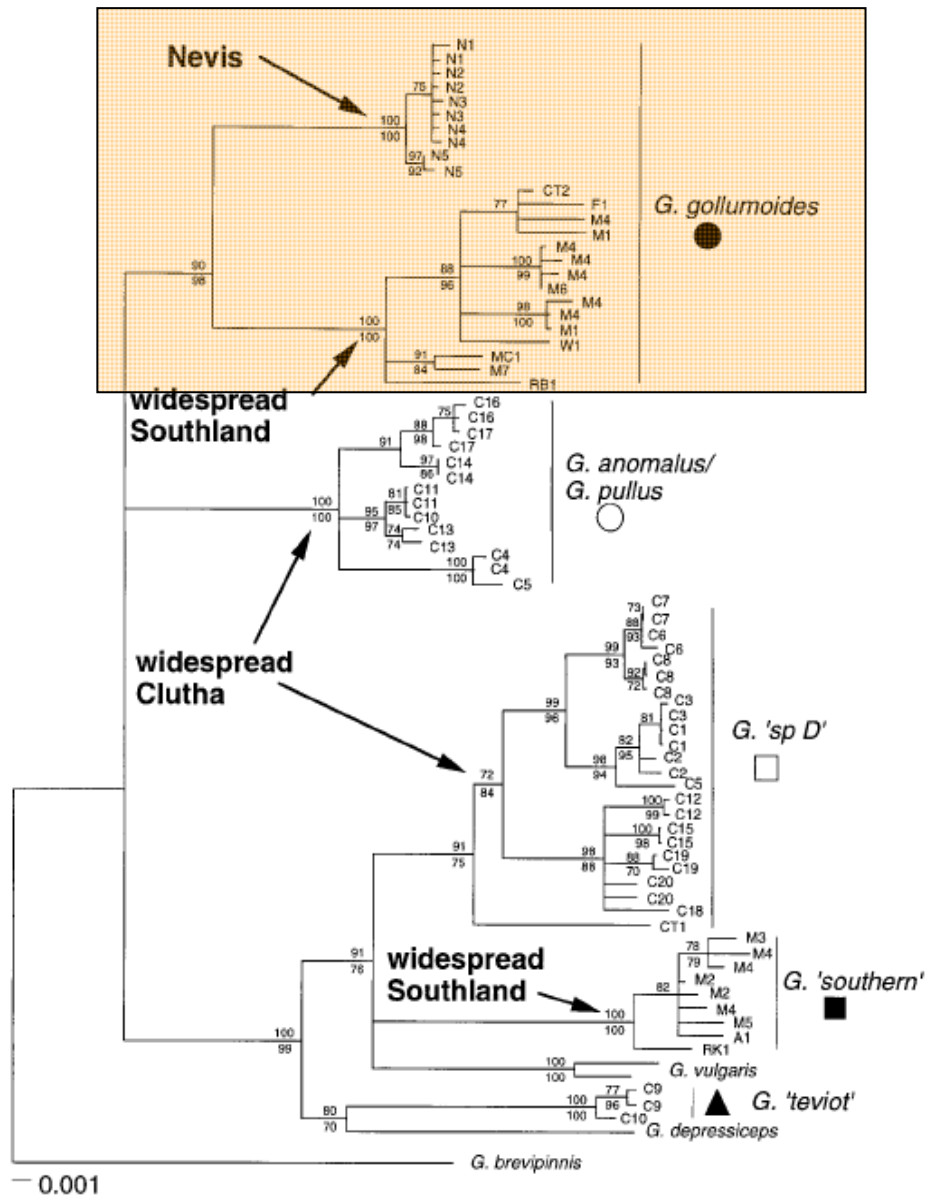 Nevis
N1
N1
N2
75
N2
N3
N3
100
N4
100
N4
97
N5
92
N5
CT2
77
F1
G. gollumoides
M4
M1
M4
100
M4
90
88
99
M4
98
96
M6
98
M4
M4
100
100
M1
100
W1
91
MC1
84
M7
RB1
widespread
Southland
C16
75
C16
88
C17
91
98
C17
97
C14
G. anomalus/
86
C14
G. pullus
81
C11
100
85
C11
100
95
C10
97
74
C13
74
C13
100
C4
C4
100
C5
widespread
Clutha
73
C7
88
C7
93
C6
99
C6
93
92
C8
72
C8
C8
99
C3
96
81
C3
C1
G. 'sp D'
82
C1
95
C2
98
C2
72
94
C5
84
100
C12
99
C12
100
C15
98
C15
91
98
88
C19
75
88
70
C19
C20
C20
C18
CT1
widespread
Southland
78
M3
91
M4
76
79
M4
M2
G. 'southern'
82
M2
M4
100
M5
100
A1
100
RK1
99
100
G. vulgaris
100
77
C9
100
96
C9
G. 'teviot'
80
100
C10
70
G. depressiceps
G. brevipinnis
0.001